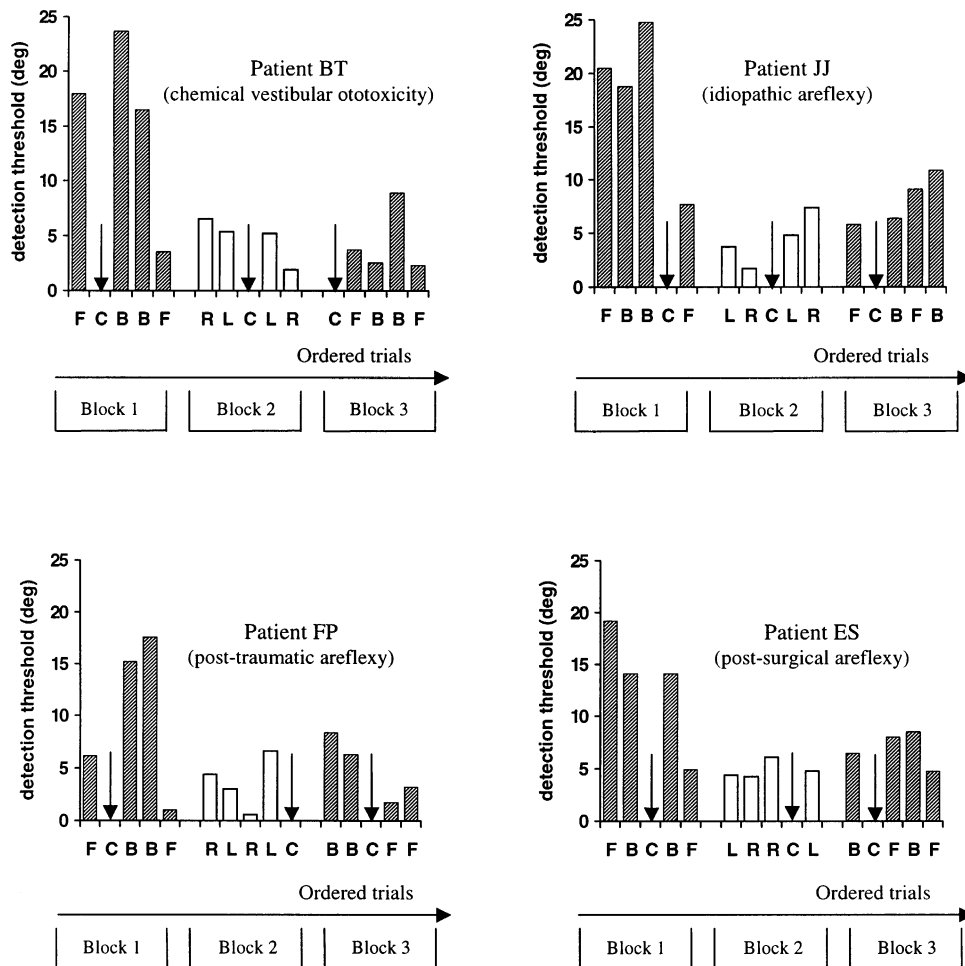 25
20
15
10
5
0
detection threshold (deg)
Patient BT
(chemical vestibular ototoxicity)
F C B B F R L C L R C F B B F
Ordered trials
Block 1 Block 2 Block 3
25
20
15
10
5
0
detection threshold (deg)
Patient JJ
(idiopathic areflexy)
F B B C F L R C L R F C B F B
Ordered trials
Block 1 Block 2 Block 3
25
20
15
10
5
0
detection threshold (deg)
Patient FP
(post-traumatic areflexy)
F C B B F R L R L C B B C F F
Ordered trials
Block 1 Block 2 Block 3
25
20
15
10
5
0
detection threshold (deg)
Patient ES
(post-surgical areflexy)
F B C B F L R R C L B C F B F
Ordered trials
Block 1 Block 2 Block 3